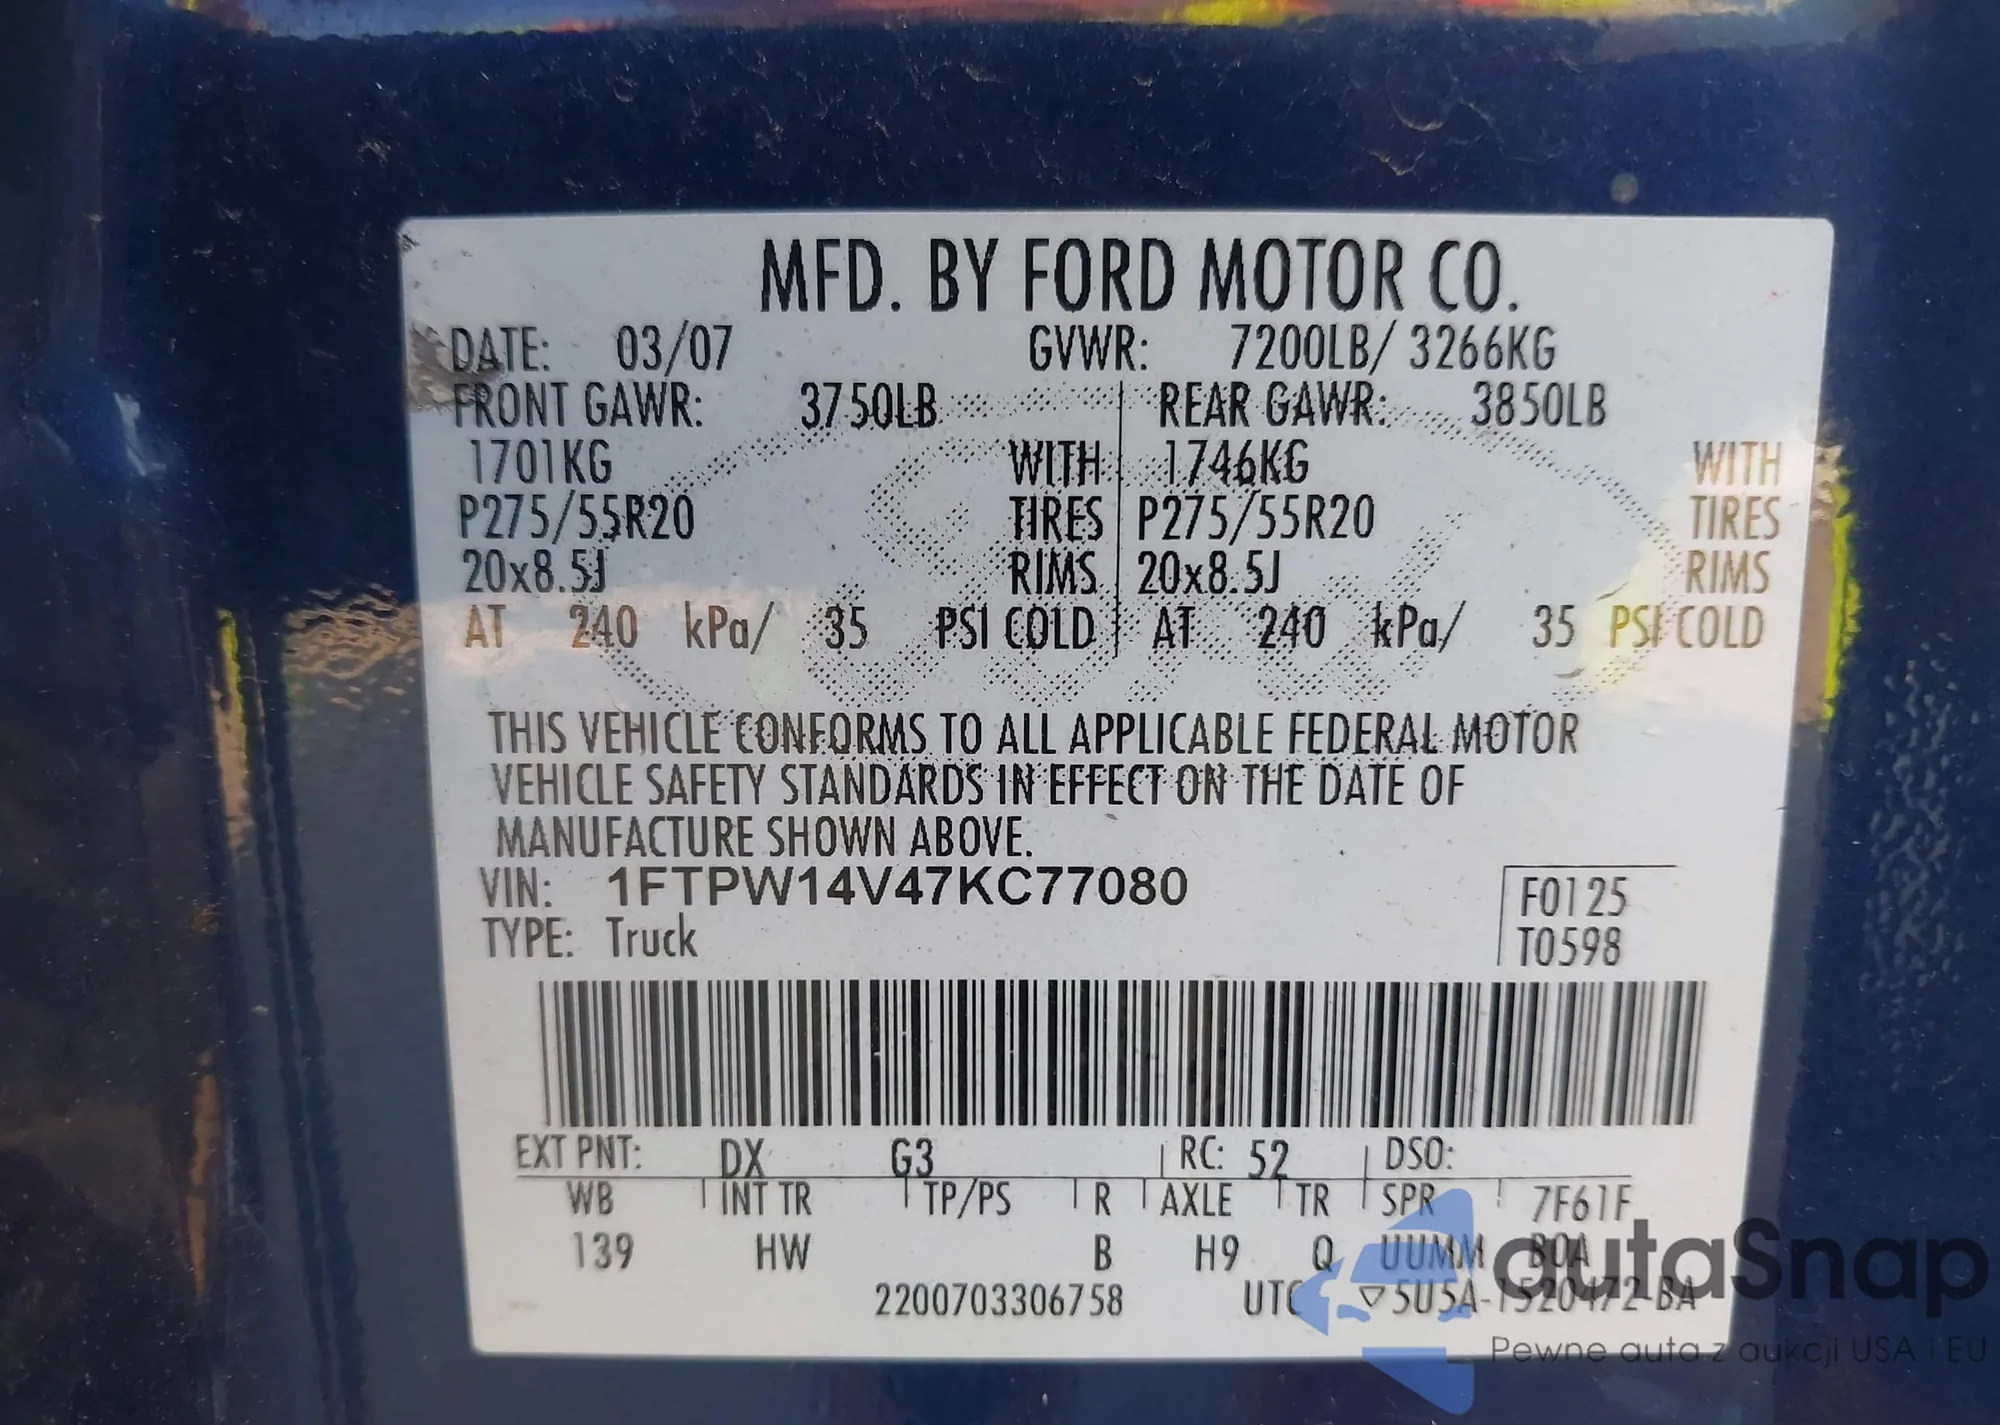 MFD. BY FORD MOTOR CO.
DATE: 03/07 GVWR: 7200LB/ 3266KG
FRONT GAWR: 3750LB REAR GAWR: 3850LB
1701KG WITH 1746KG WITH
P275/55R20 TIRES P275/55R20 TIRES
20x8.5J RIMS 20x8.5J RIMS
AT 240 kPa/ 35 PSI COLD AT 240 kPa/ 35 PSI COLD
THIS VEHICLE CONFORMS TO ALL APPLICABLE FEDERAL MOTOR
VEHICLE SAFETY STANDARDS IN EFFECT ON THE DATE OF
MANUFACTURE SHOWN ABOVE.
VIN: 1FTPW14V47KC77080
F0125
TYPE: Truck
T0598
EXT PNT: DX G3 RC: 52 DSO:
WB INT TR TP/PS R AXLE TR SPR 7F61F
139 HW B H9 Q UUMM BOA
2200703306758 UTC ▽5U5A-1520472-BA
autaSnap
Pewne auta z aukcji USA i EU